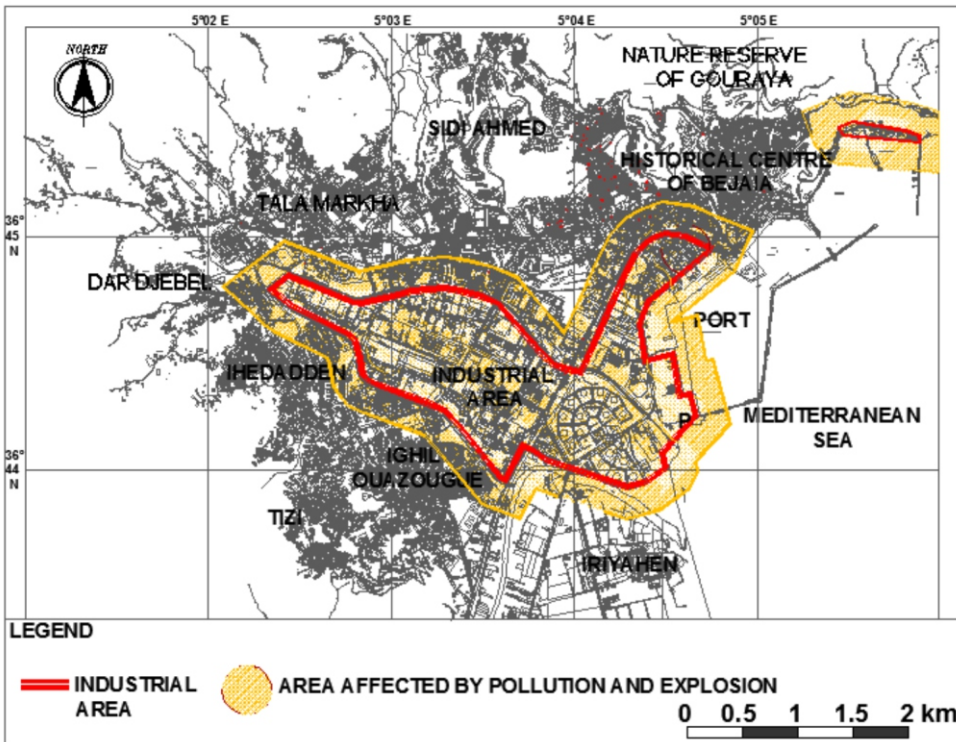 5°02 E 5°03 E 5°04 E 5°05 E
NORTH
NATURE RESERVE
OF GOURAYA
SIDI AHMED
HISTORICAL CENTRE
OF BEJAIA
TALA MARKHA
36°
45
N
DAR DJEBEL
PORT
IHEDADDEN
INDUSTRIAL
AREA
P
MEDITERRANEAN
SEA
36°
44
N
IGHIL
OUAZOUGUE
TIZI
IRIYAHEN
LEGEND
INDUSTRIAL
AREA
AREA AFFECTED BY POLLUTION AND EXPLOSION
0 0.5 1 1.5 2 km